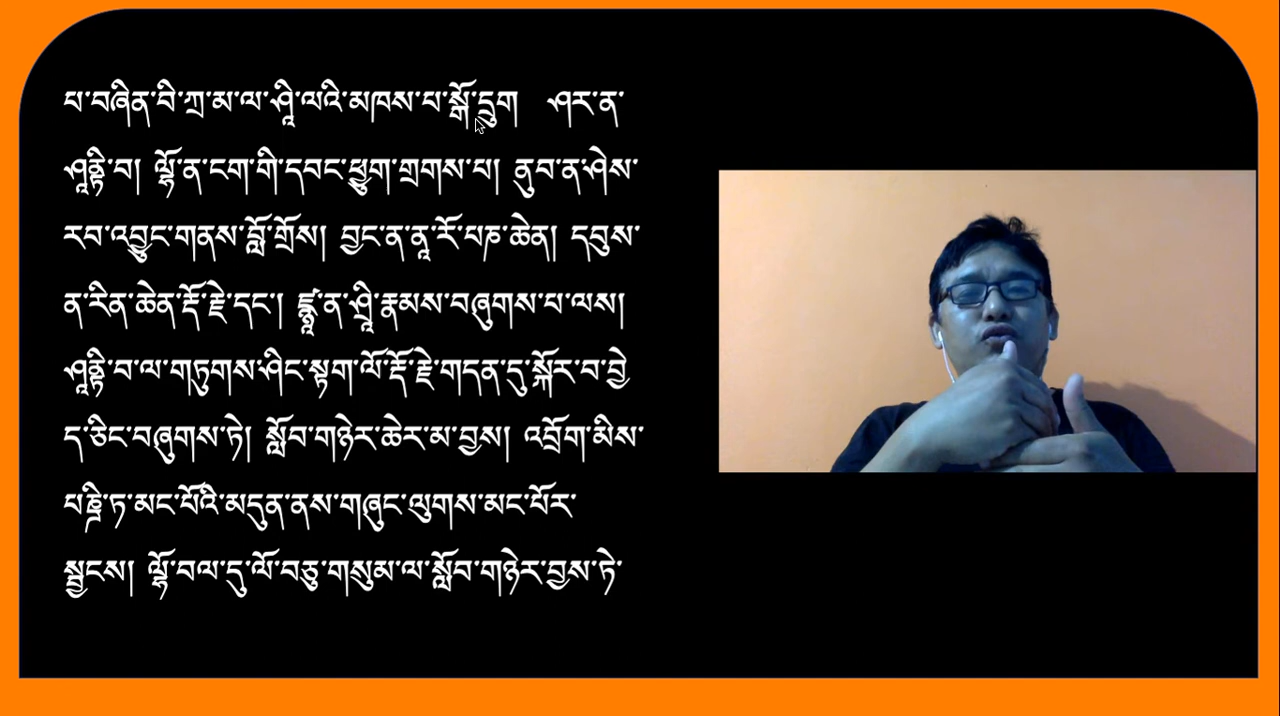 པ་བཞིན་བི་ཀྲ་མ་ལ་ཤཱི་ལའི་མཁས་པ་སྒོ་དྲུག ཤར་ན་
ཤཱནྟི་བ། ལྷོ་ན་ངག་གི་དབང་ཕྱུག་གྲགས་པ། ནུབ་ན་ཤེས་
རབ་འབྱུང་གནས་བློ་གྲོས། བྱང་ན་ནཱ་རོ་པཎ་ཆེན། དབུས་
ན་རིན་ཆེན་རྡོ་རྗེ་དང་། ཛྙཱ་ན་ཤྲཱི་རྣམས་བཞུགས་པ་ལས།
ཤཱནྟི་བ་ལ་གཏུགས་ཤིང་སྟག་ལོ་རྡོ་རྗེ་གདན་དུ་སྐོར་བ་བྱེ
ད་ཅིང་བཞུགས་ཏེ། སློབ་གཉེར་ཆེར་མ་བྱས། འབྲོག་མིས་
པཎྜི་ཏ་མང་པོའི་མདུན་ནས་གཞུང་ལུགས་མང་པོར་
སྦྱངས། ལྷོ་བལ་དུ་ལོ་བཅུ་གསུམ་ལ་སློབ་གཉེར་བྱས་ཏེ་